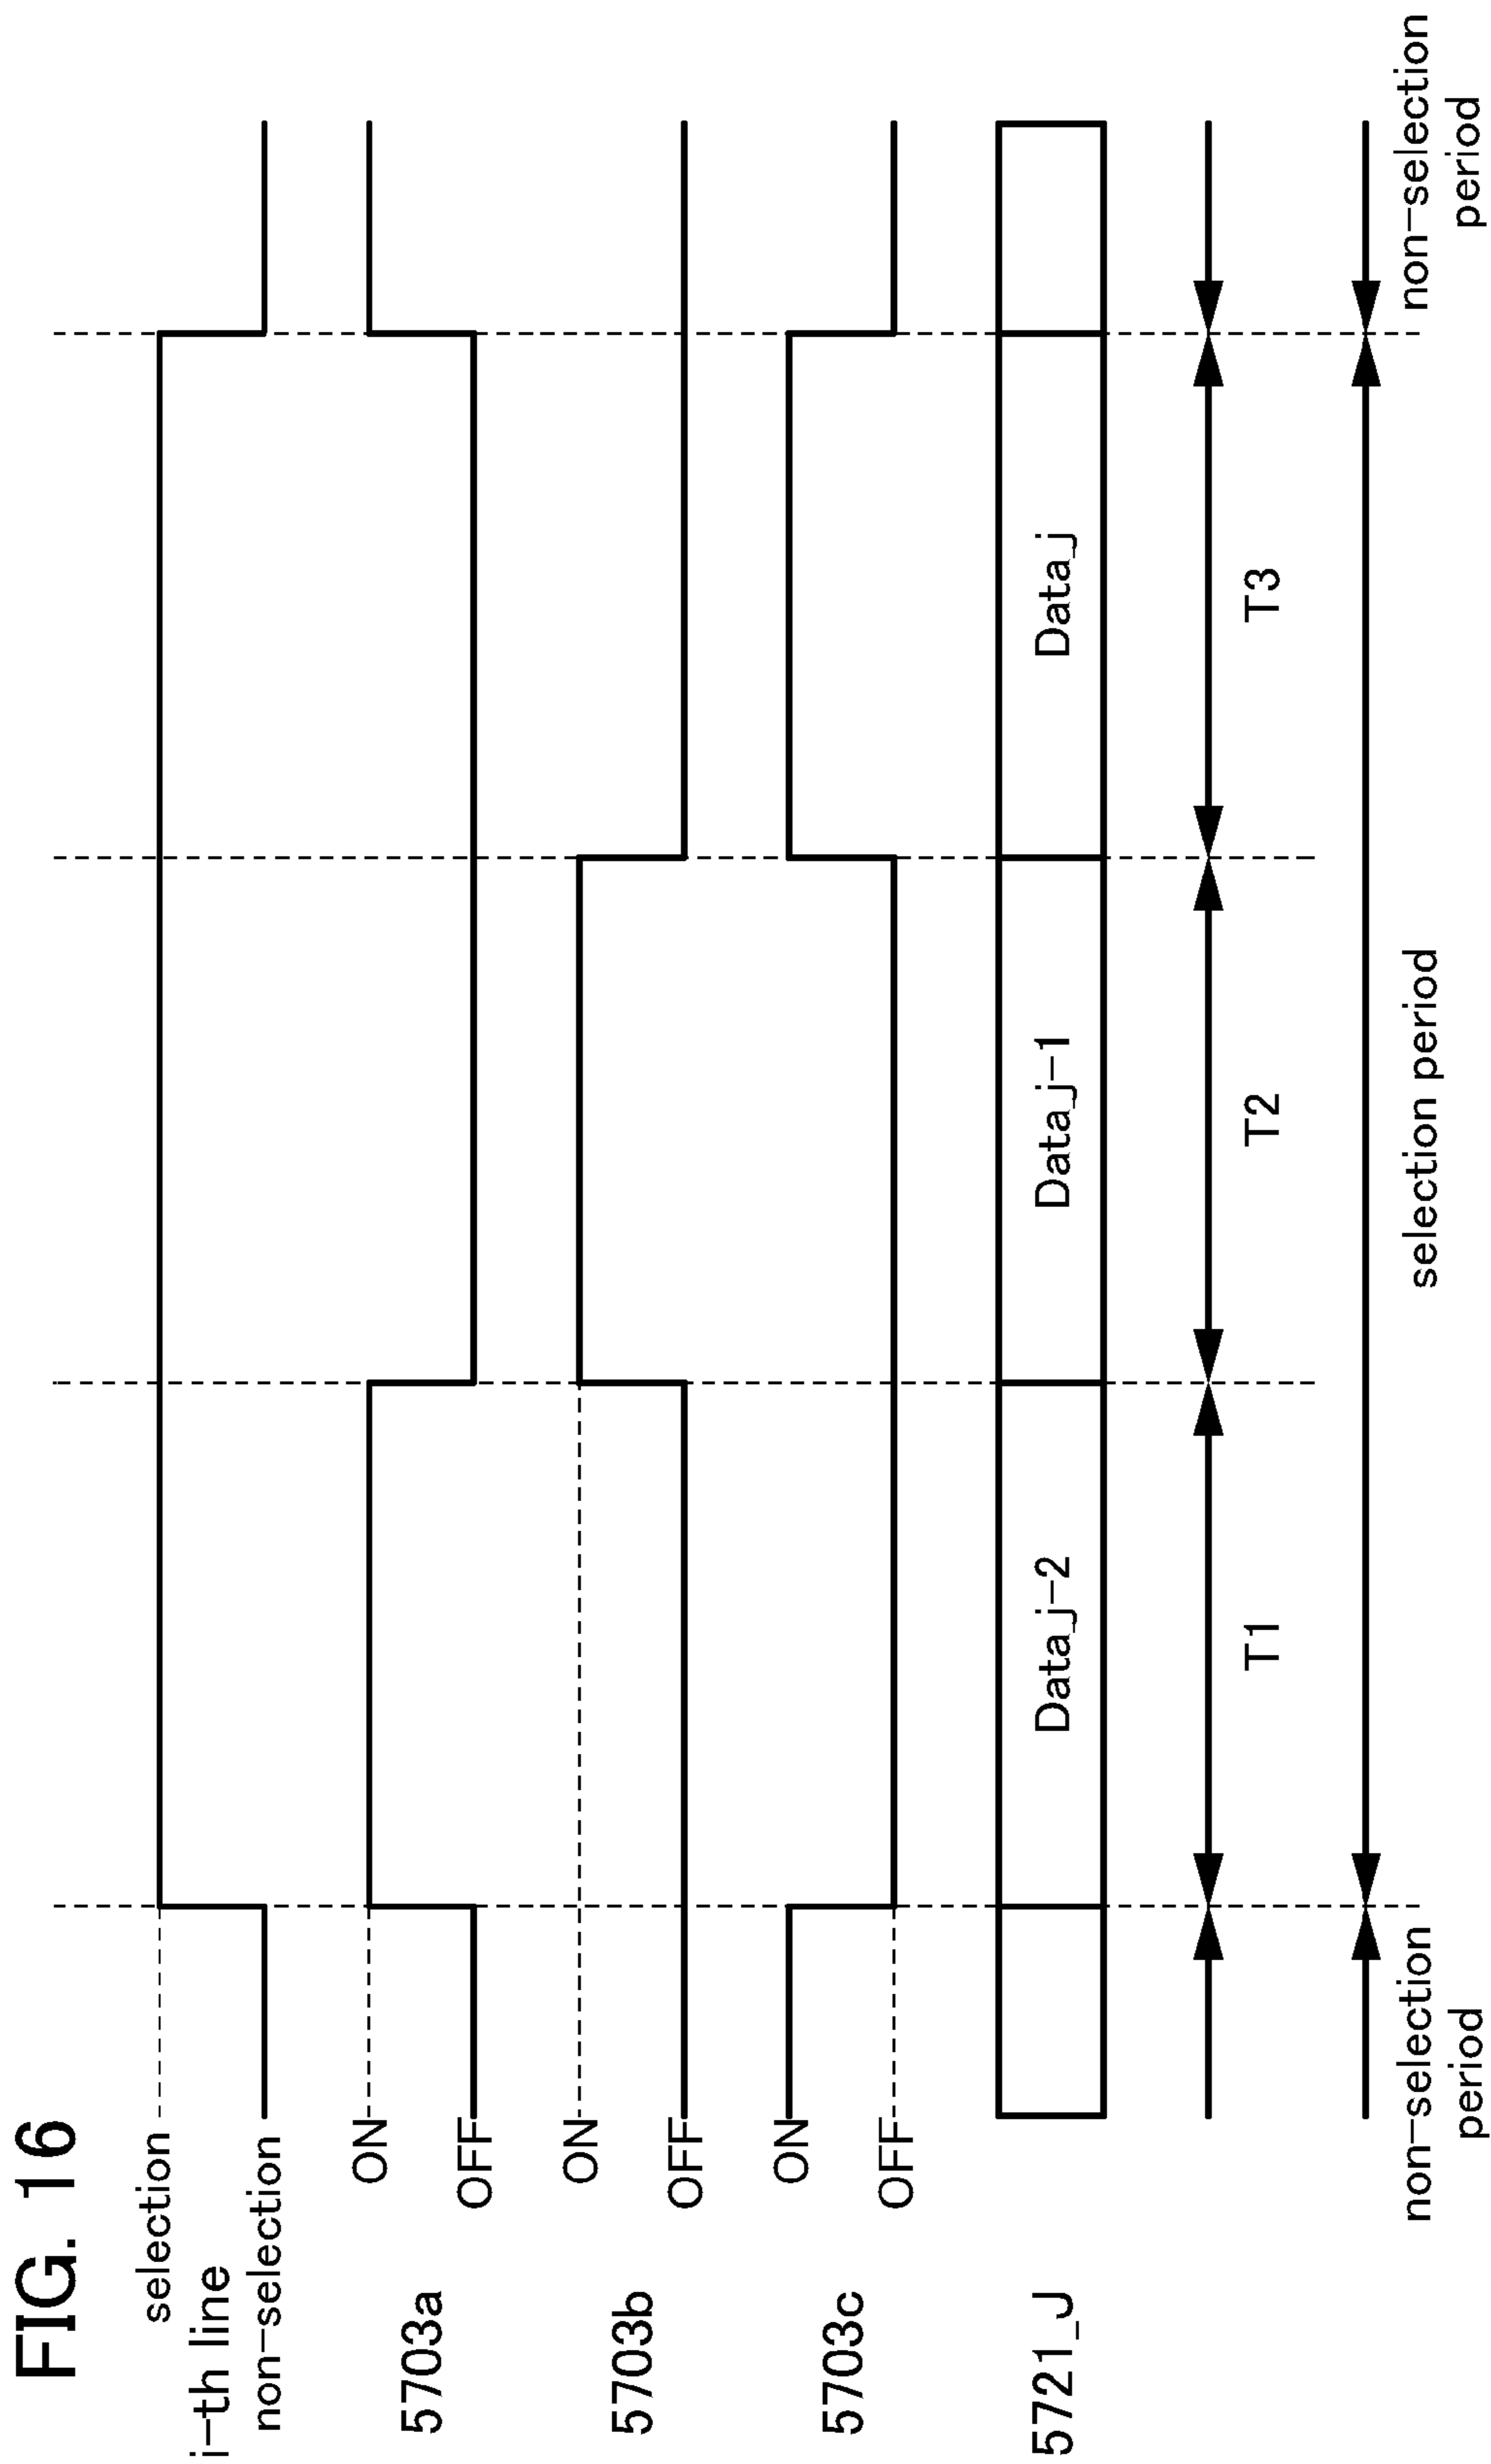 FIG. 16
selection
i-th line
non-selection
5703a
ON
OFF
5703b
ON
OFF
5703c
ON
OFF
5721_J
Data_j-2
Data_j-1
Data_j
T1
T2
T3
non-selection
period
selection period
non-selection
period